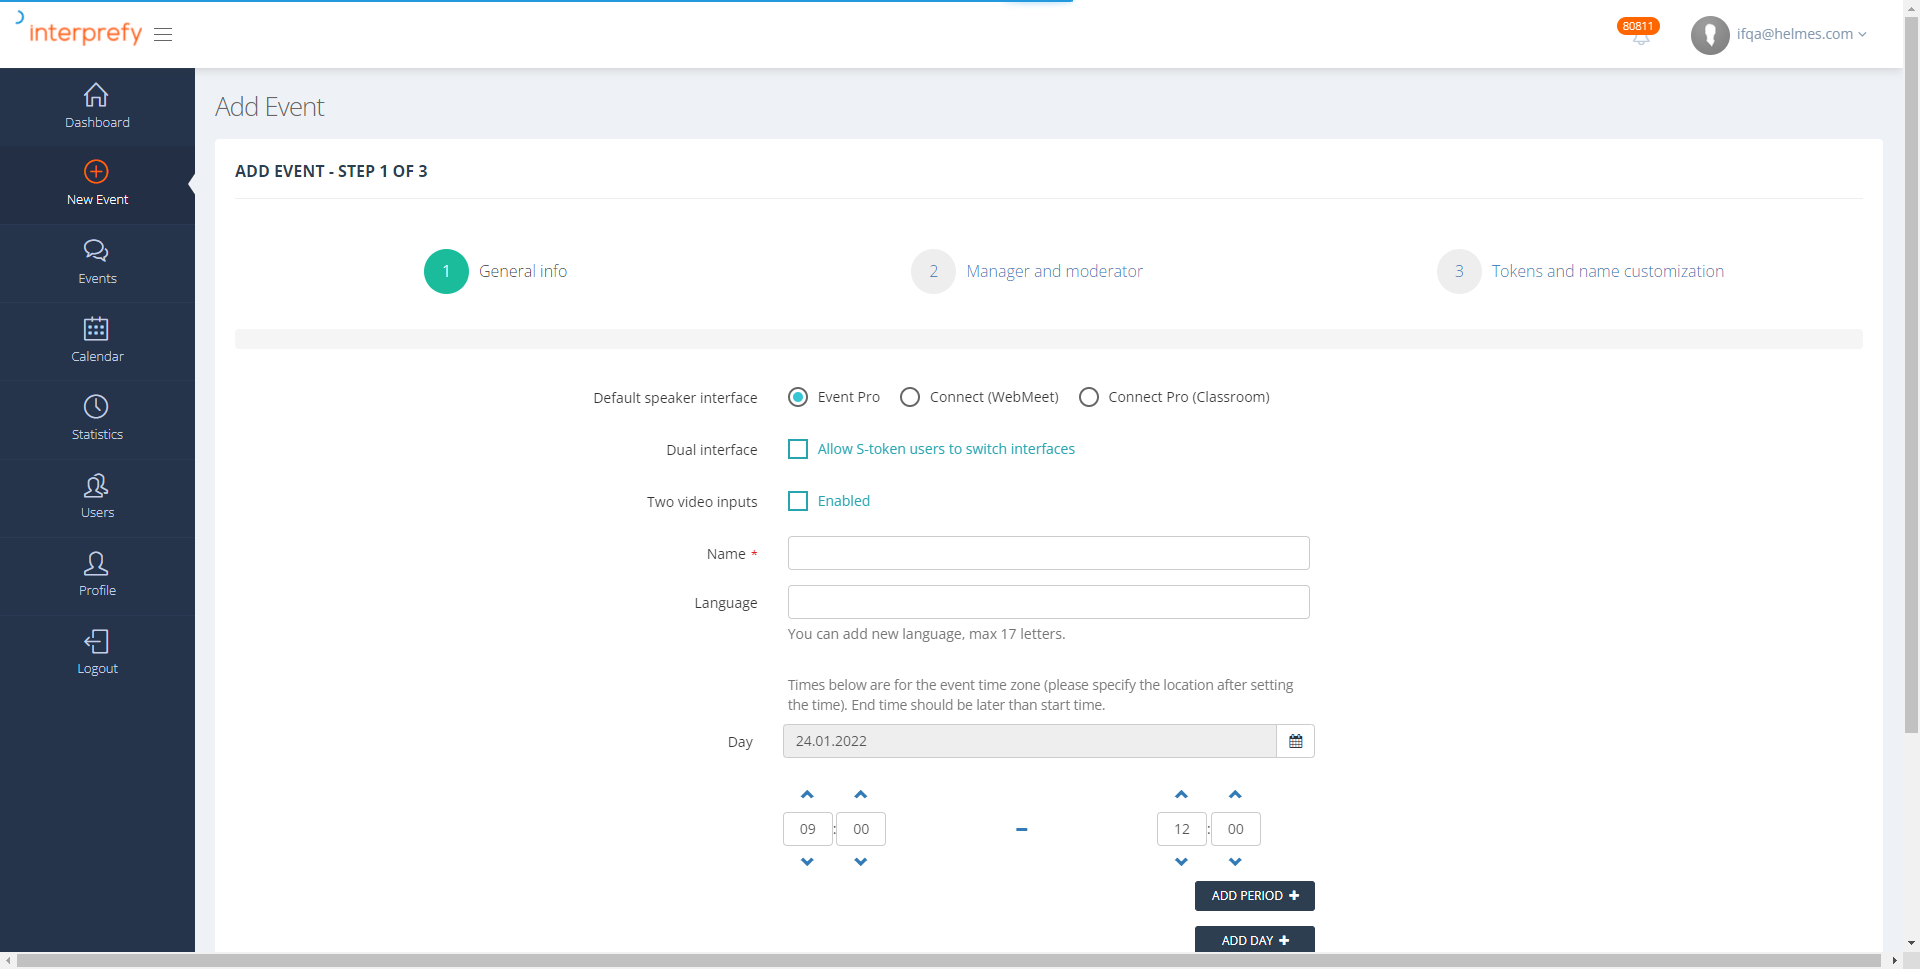 interprefy
80811
ifqa@helmes.com
Dashboard
New Event
Events
Calendar
Statistics
Users
Profile
Logout
Add Event
ADD EVENT - STEP 1 OF 3
1 General info
2 Manager and moderator
3 Tokens and name customization
Default speaker interface Event Pro Connect (WebMeet) Connect Pro (Classroom)
Dual interface Allow S-token users to switch interfaces
Two video inputs Enabled
Name *
Language
You can add new language, max 17 letters.
Times below are for the event time zone (please specify the location after setting
the time). End time should be later than start time.
Day 24.01.2022
09 : 00 – 12 : 00
ADD PERIOD +
ADD DAY +